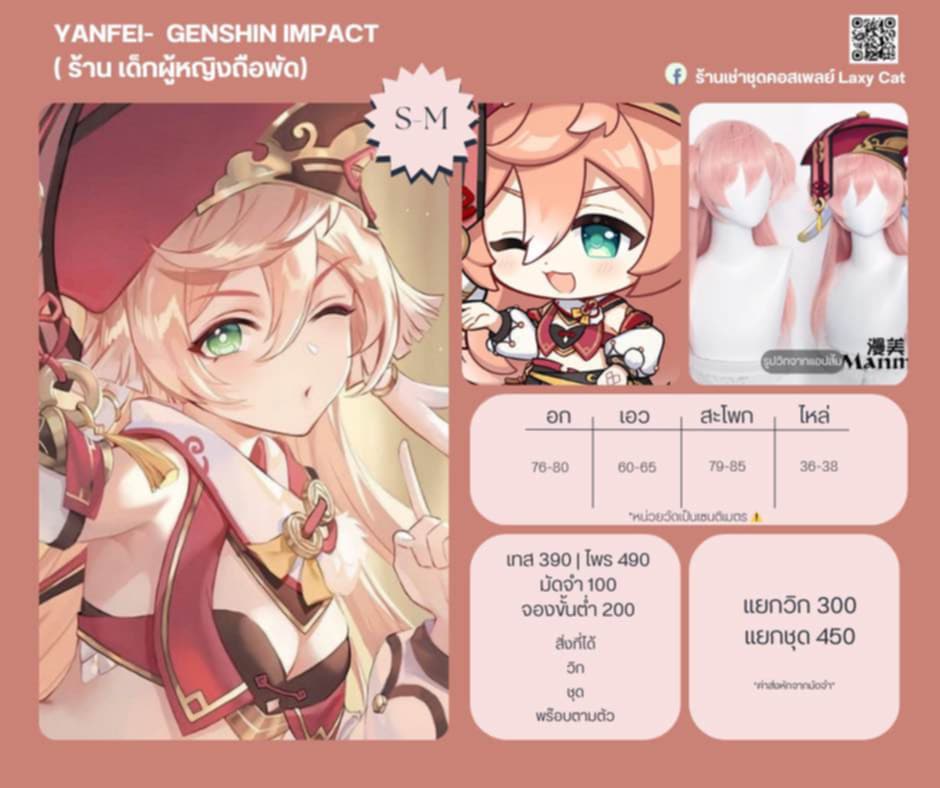 YANFEI- GENSHIN IMPACT
( ร้าน เด็กผู้หญิงถือพัด)
ร้านเช่าชุดคอสเพลย์ Laxy Cat
S-M
漫美
Manm
รูปวิกจากแอปส้ม
อก เอว สะโพก ไหล่
76-80 60-65 79-85 36-38
*หน่วยวัดเป็นเซนติเมตร ⚠️
เทส 390 | ไพร 490
มัดจำ 100
จองขั้นต่ำ 200
สิ่งที่ได้
วิก
ชุด
พร๊อบตามตัว
แยกวิก 300
แยกชุด 450
*ค่าส่งหักจากมัดจำ*